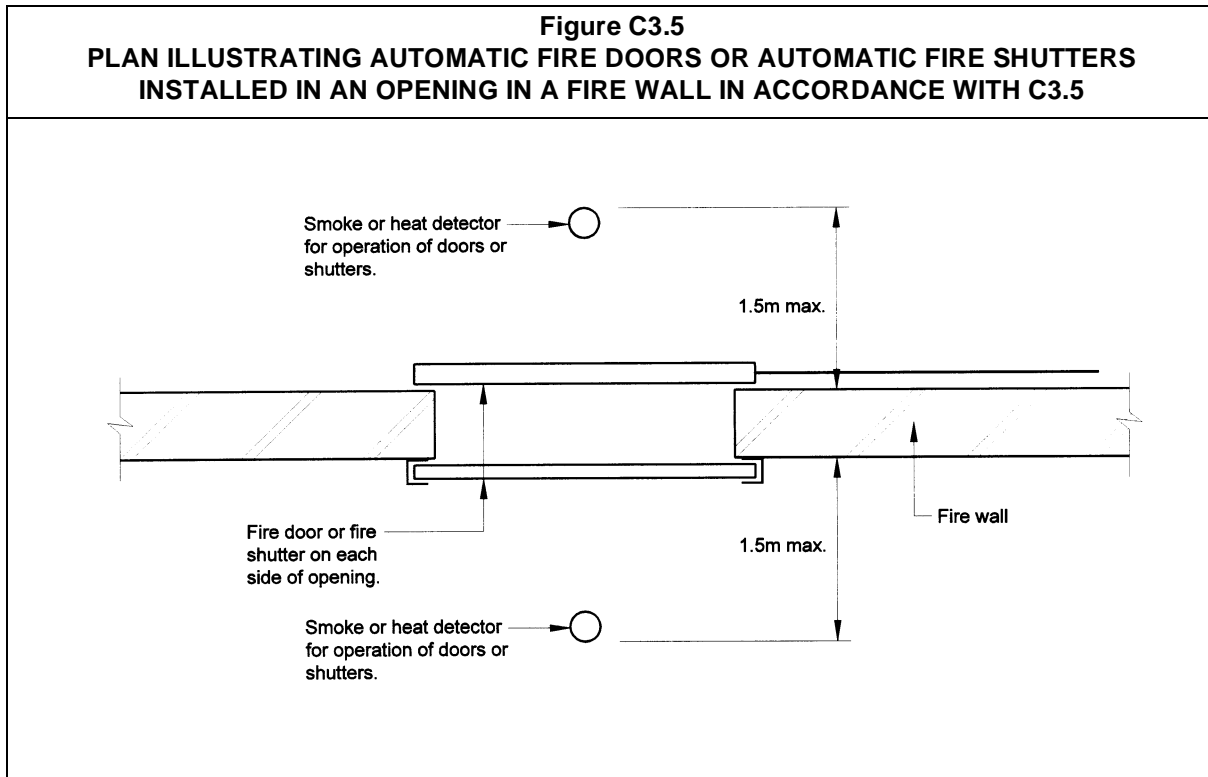 Figure C3.5
PLAN ILLUSTRATING AUTOMATIC FIRE DOORS OR AUTOMATIC FIRE SHUTTERS
INSTALLED IN AN OPENING IN A FIRE WALL IN ACCORDANCE WITH C3.5
Smoke or heat detector
for operation of doors or
shutters.
1.5m max.
Fire door or fire
shutter on each
side of opening.
Fire wall
1.5m max.
Smoke or heat detector
for operation of doors or
shutters.